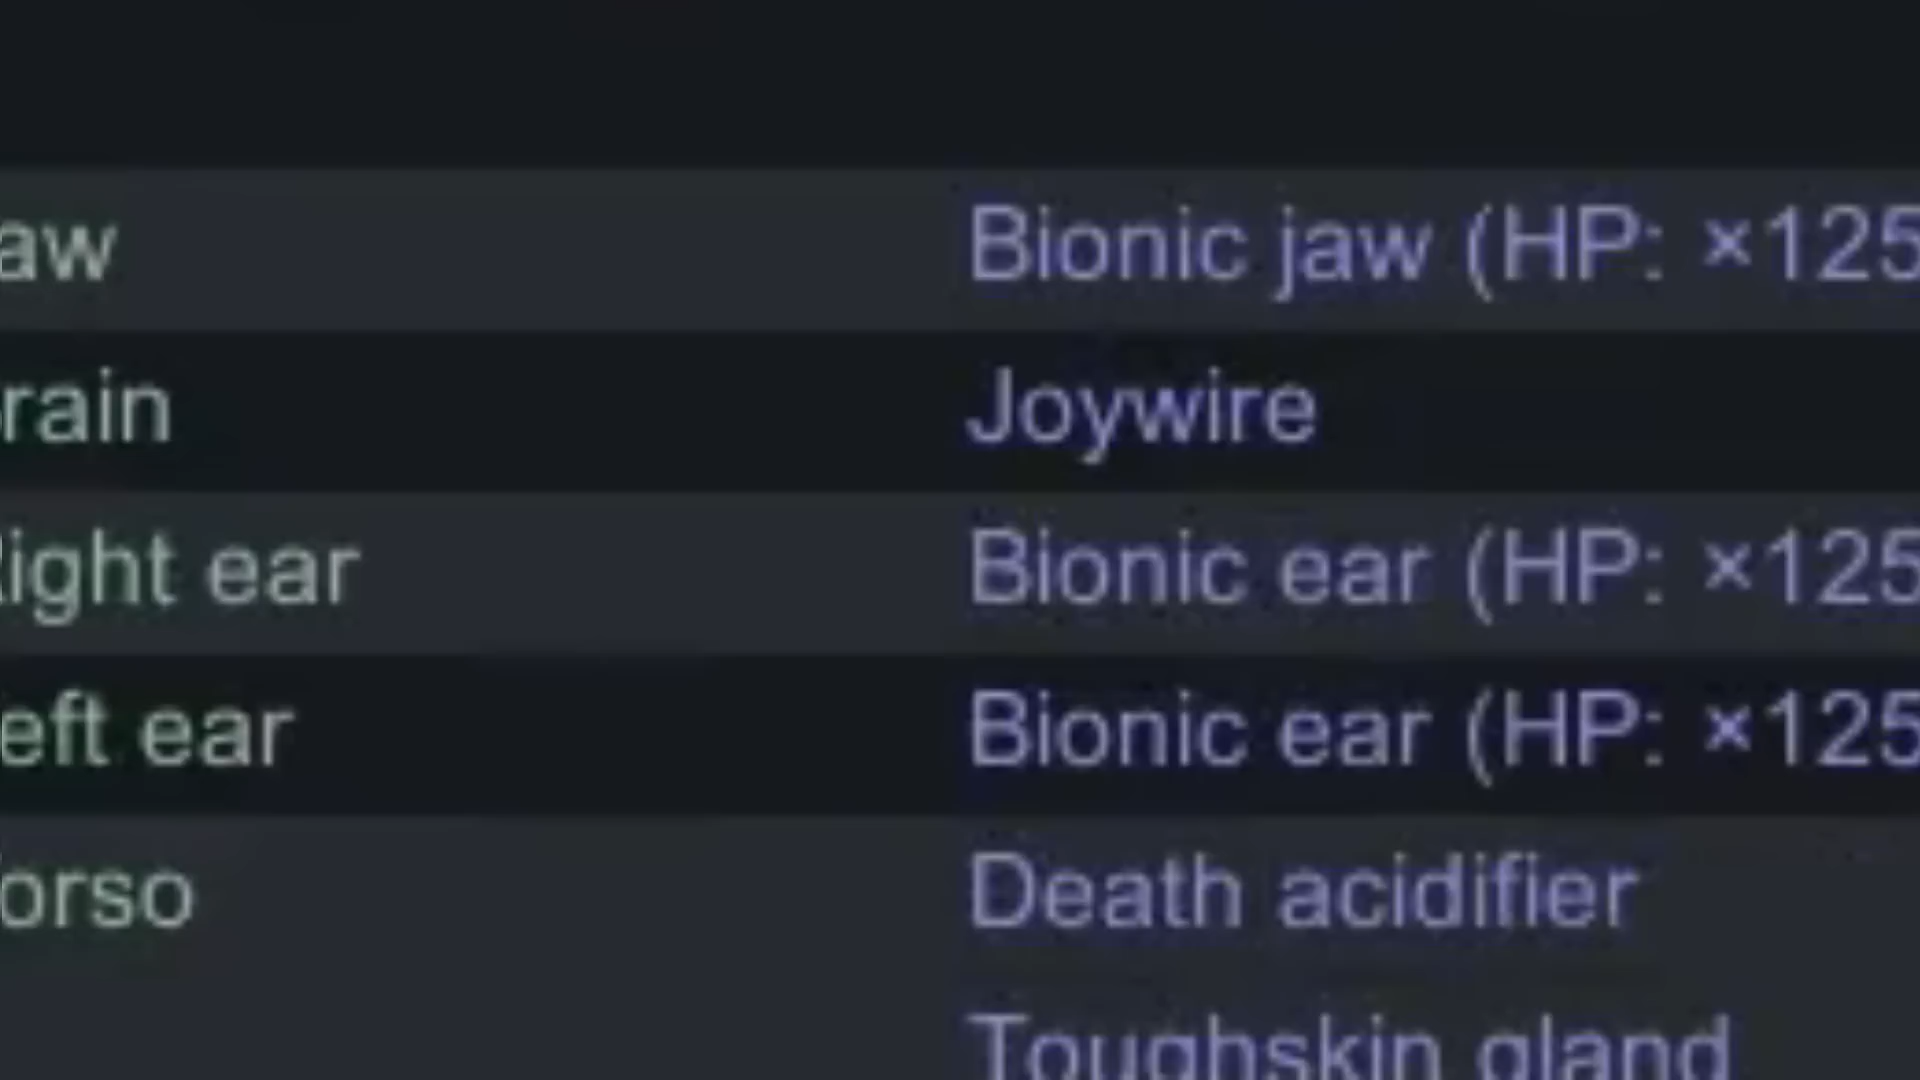 aw Bionic jaw (HP: ×125
rain Joywire
ight ear Bionic ear (HP: ×125
eft ear Bionic ear (HP: ×125
orso Death acidifier
Toughskin gland